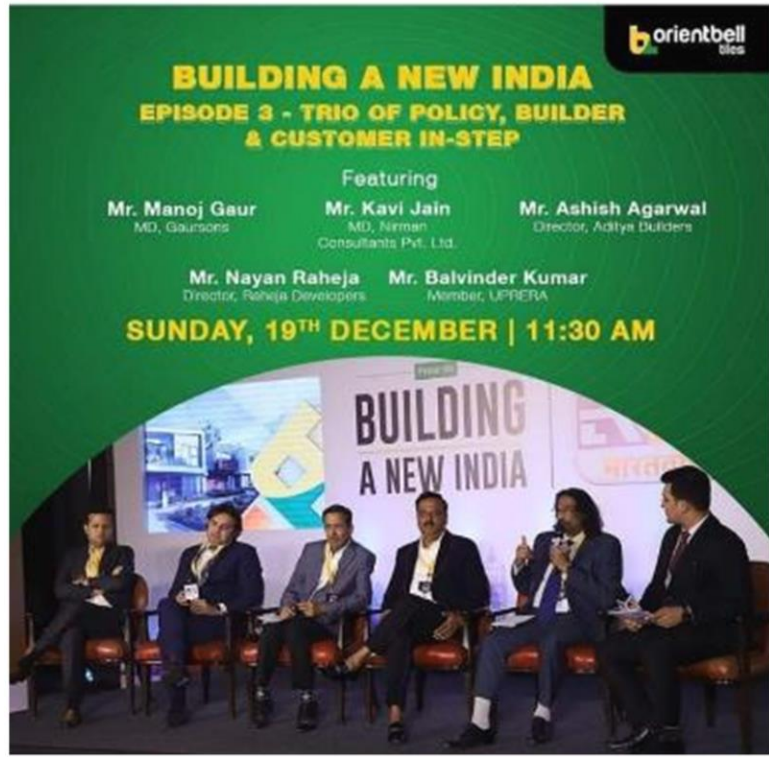 orientbell
tiles
BUILDING A NEW INDIA
EPISODE 3 - TRIO OF POLICY, BUILDER
& CUSTOMER IN-STEP
Featuring
Mr. Manoj Gaur
MD, Gaursons
Mr. Kavi Jain
MD, Nirman
Consultants Pvt. Ltd.
Mr. Ashish Agarwal
Director, Aditya Builders
Mr. Nayan Raheja
Director, Raheja Developers
Mr. Balvinder Kumar
Member, UPRERA
SUNDAY, 19TH DECEMBER | 11:30 AM
BUILDING
A NEW INDIA